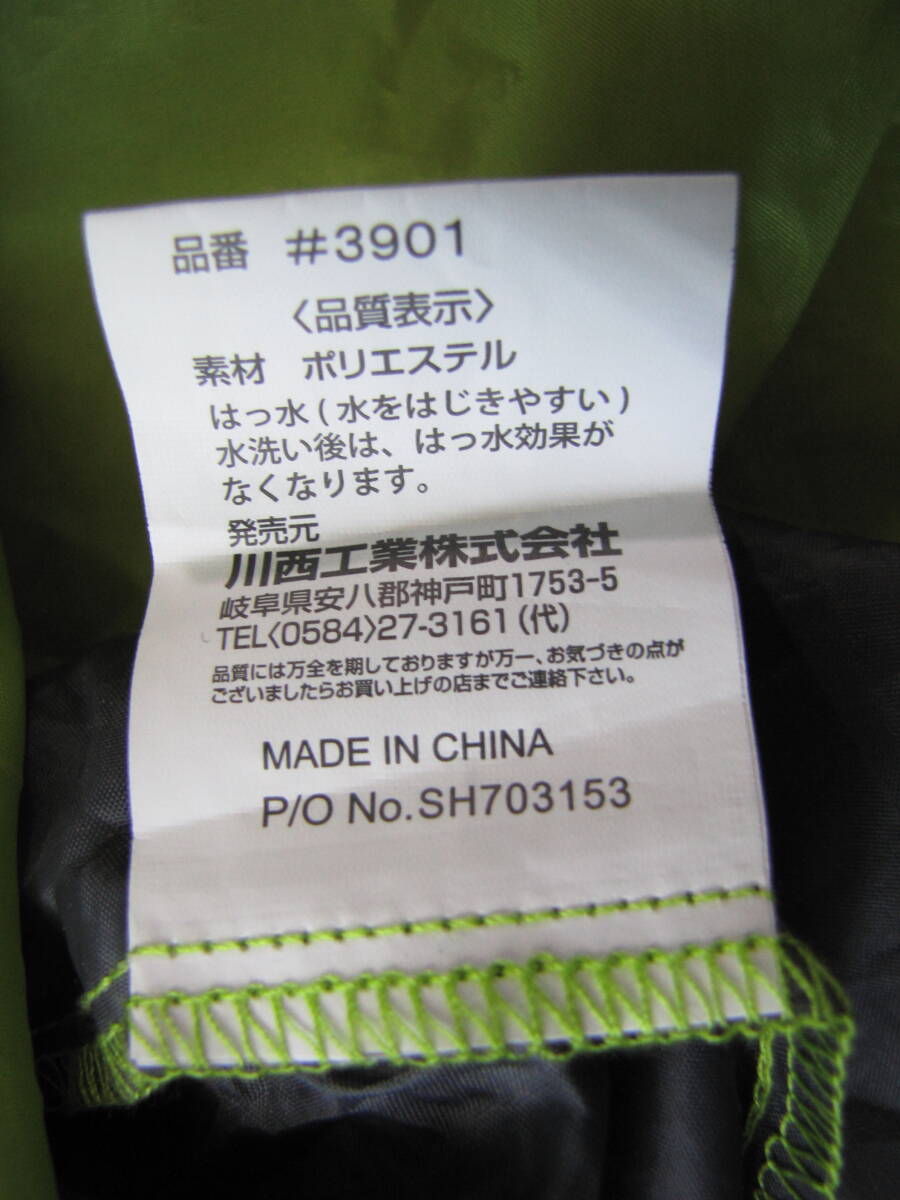 品番 #3901
〈品質表示〉
素材 ポリエステル
はっ水(水をはじきやすい)
水洗い後は、はっ水効果が
なくなります。
発売元
川西工業株式会社
岐阜県安八郡神戸町1753-5
TEL〈0584〉27-3161(代)
品質には万全を期しておりますが万一、お気づきの点が
ございましたらお買い上げの店までご連絡下さい。
MADE IN CHINA
P/O No.SH703153